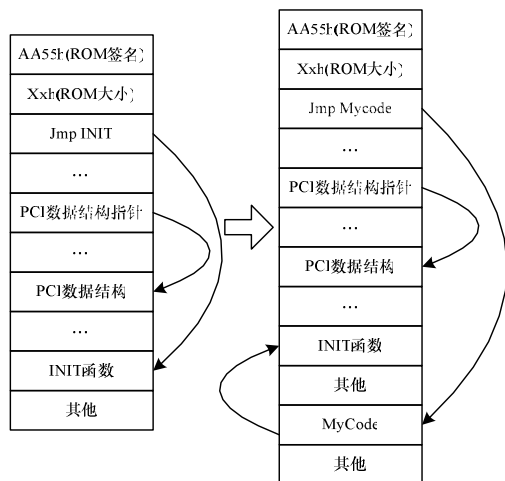 AA55h(ROM签名)
Xxh(ROM大小)
Jmp INIT
…
PCI数据结构指针
…
PCI数据结构
…
INIT函数
其他
AA55h(ROM签名)
Xxh(ROM大小)
Jmp Mycode
…
PCI数据结构指针
…
PCI数据结构
…
INIT函数
其他
MyCode
其他